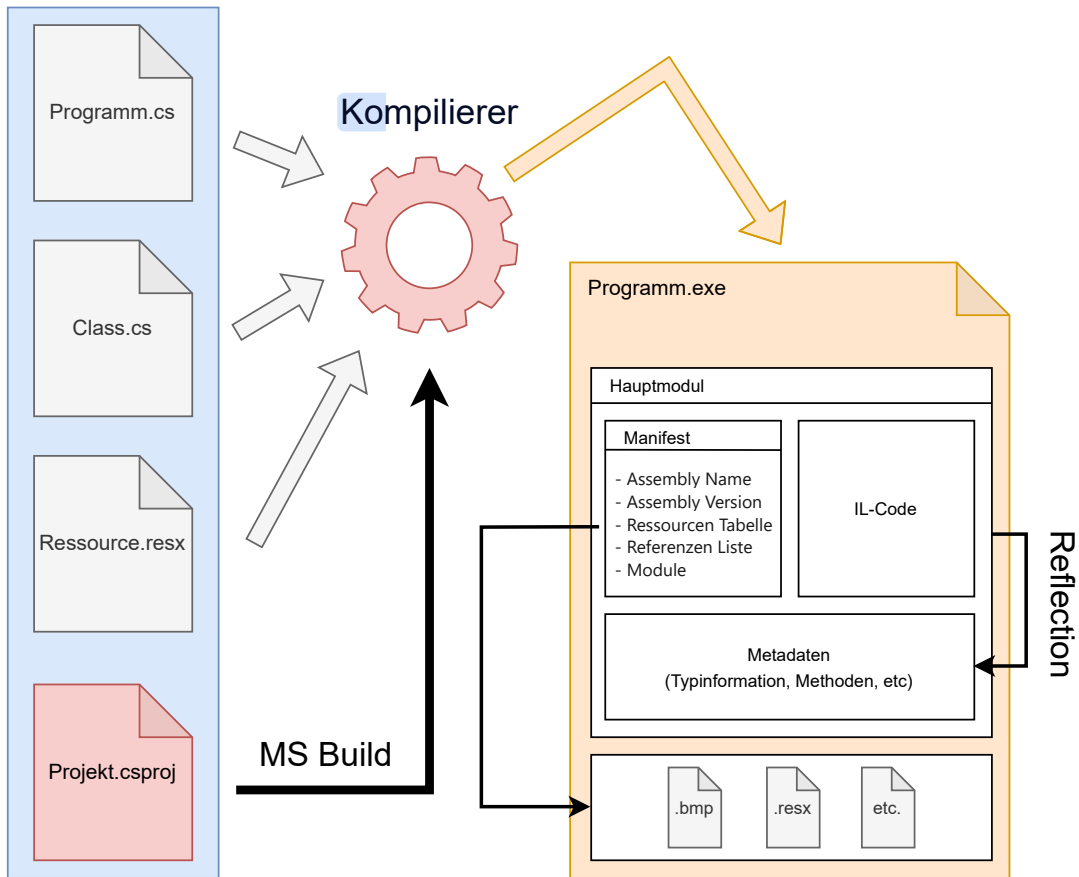 Programm.cs
Class.cs
Ressource.resx
Projekt.csproj
Kompilierer
MS Build
Programm.exe
Hauptmodul
Manifest
- Assembly Name
- Assembly Version
- Ressourcen Tabelle
- Referenzen Liste
- Module
IL-Code
Metadaten
(Typinformation, Methoden, etc)
Reflection
.bmp
.resx
etc.